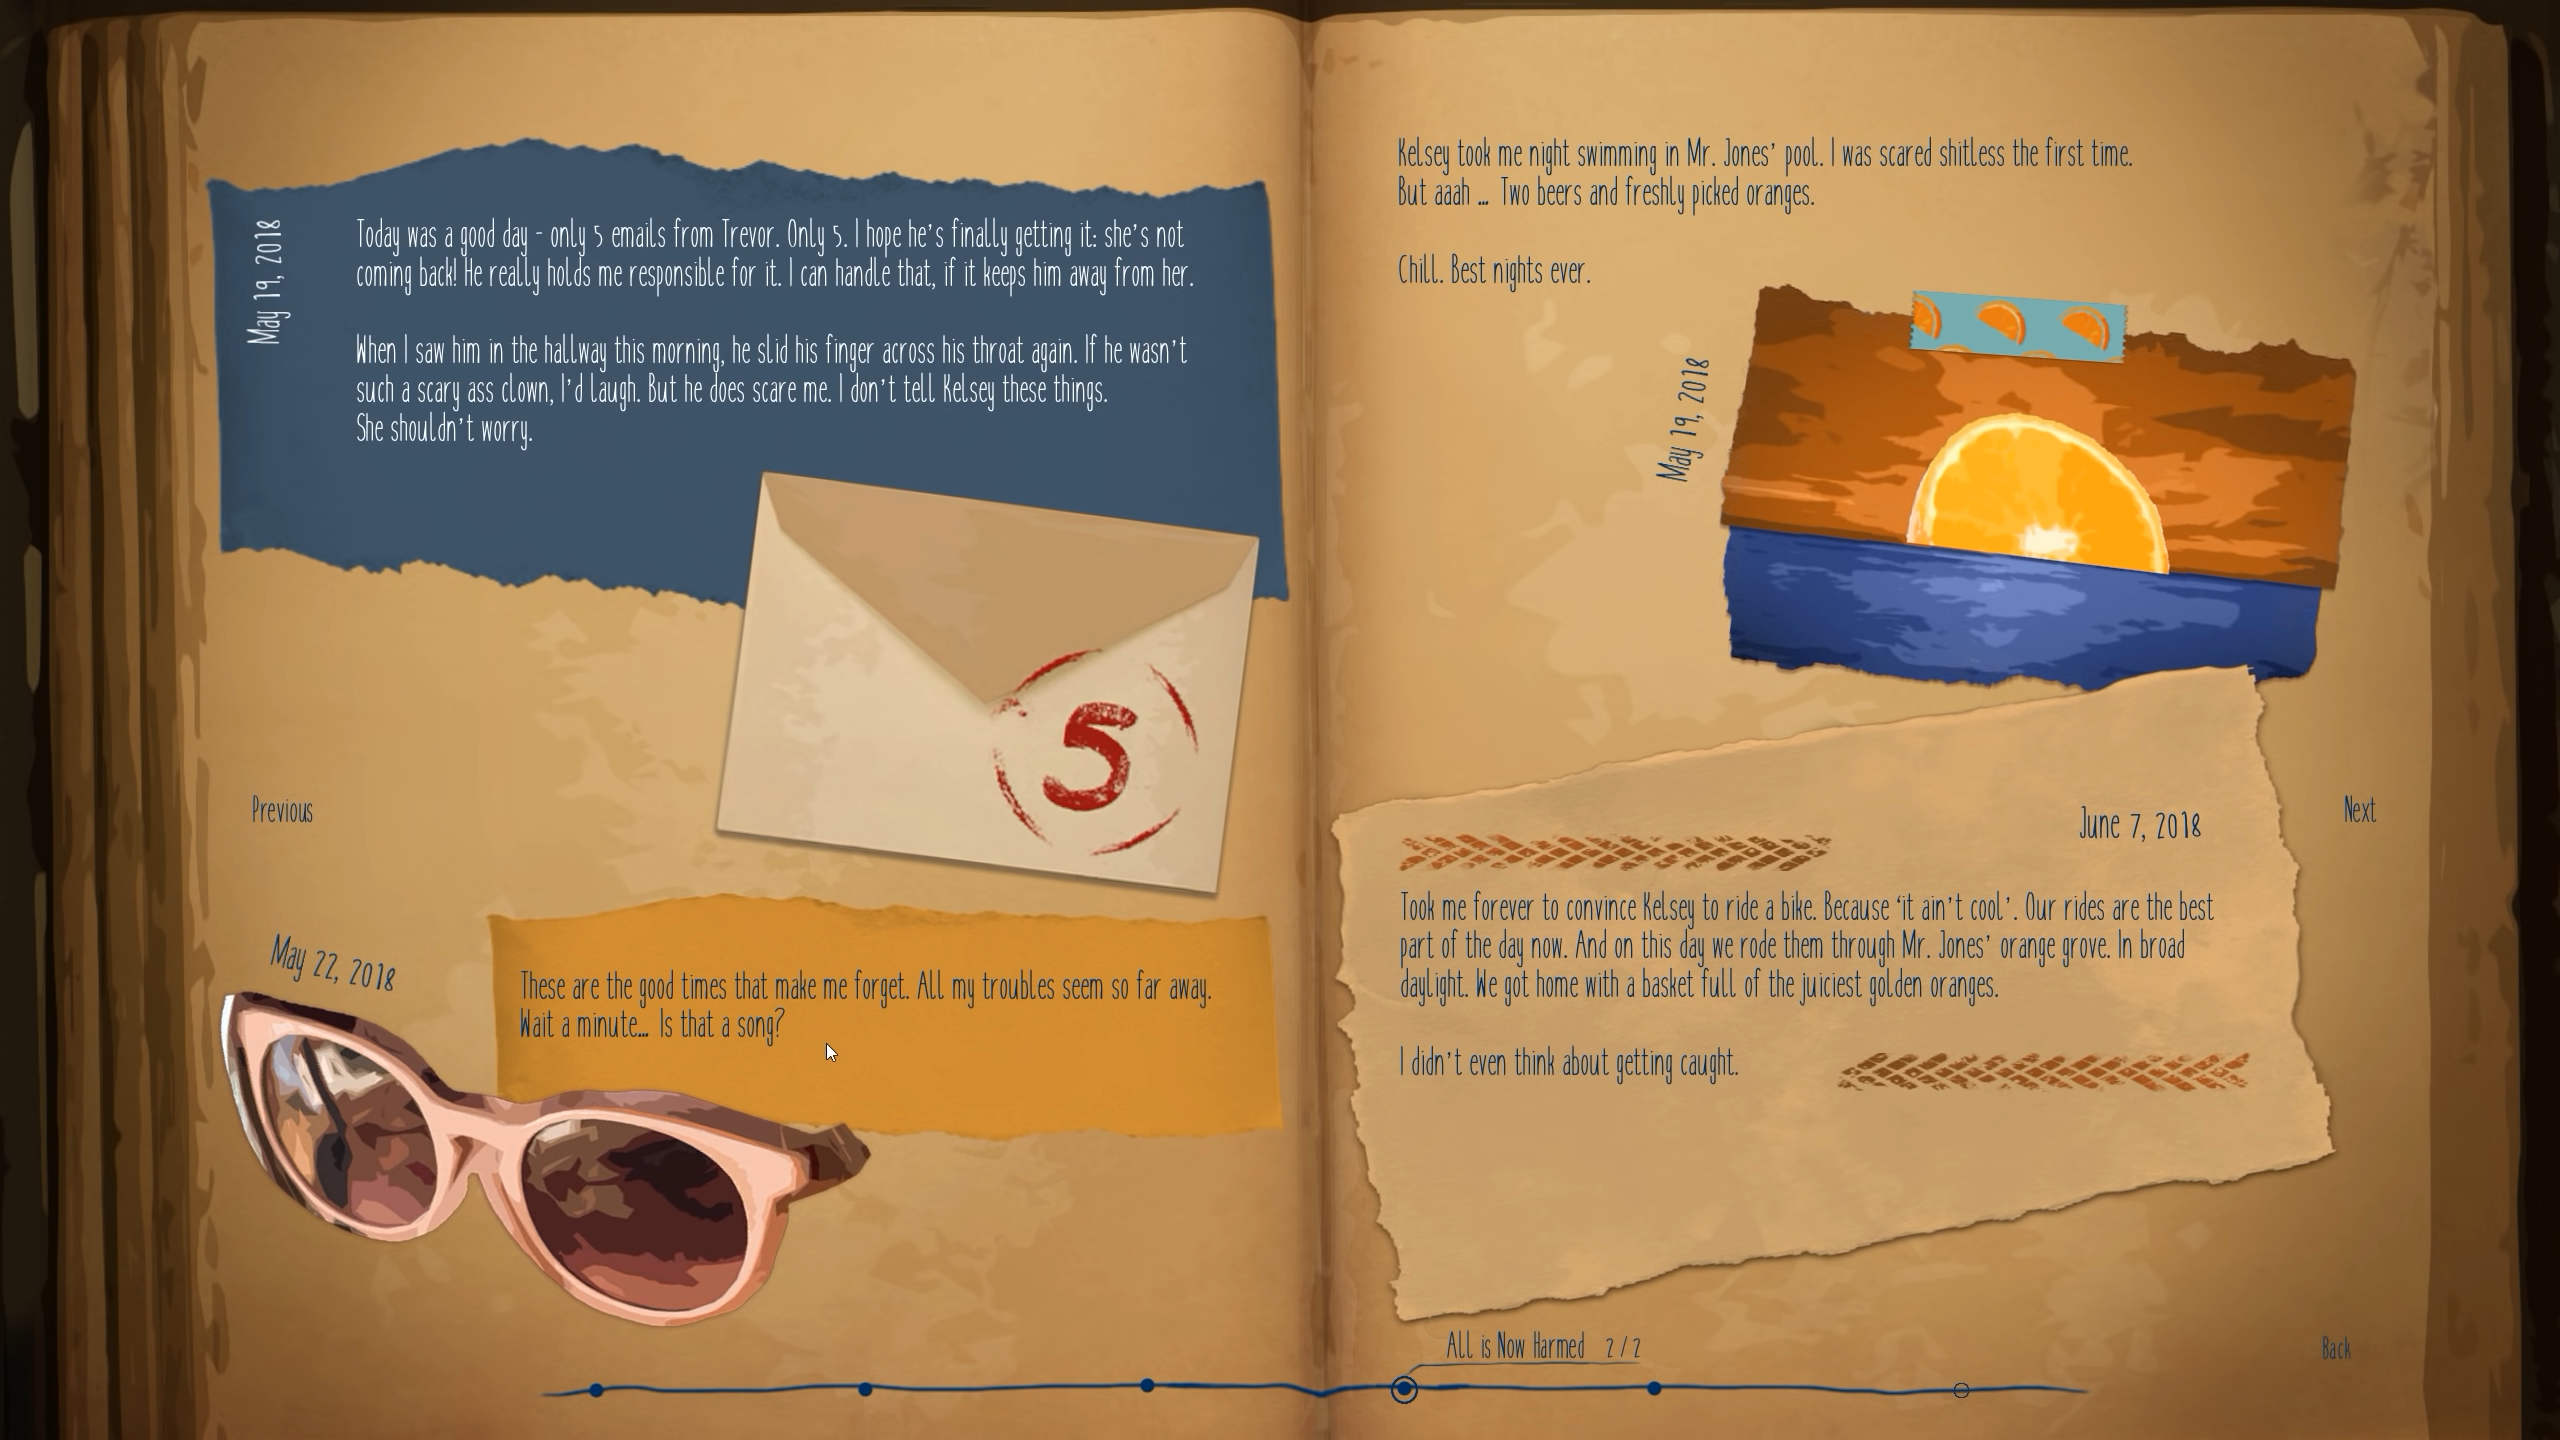 May 19, 2018
Today was a good day - only 5 emails from Trevor. Only 5. I hope he's finally getting it: she's not
coming back! He really holds me responsible for it. I can handle that, if it keeps him away from her.
When I saw him in the hallway this morning, he slid his finger across his throat again. If he wasn't
such a scary ass clown, I'd laugh. But he does scare me. I don't tell Kelsey these things.
She shouldn't worry.
5
Previous
May 22, 2018
These are the good times that make me forget. All my troubles seem so far away.
Wait a minute... Is that a song?
Kelsey took me night swimming in Mr. Jones' pool. I was scared shitless the first time.
But aaah ... Two beers and freshly picked oranges.
Chill. Best nights ever.
May 19, 2018
Next
June 7, 2018
Took me forever to convince Kelsey to ride a bike. Because 'it ain't cool'. Our rides are the best
part of the day now. And on this day we rode them through Mr. Jones' orange grove. In broad
daylight. We got home with a basket full of the juiciest golden oranges.
I didn't even think about getting caught.
All is Now Harmed 2/2
Back